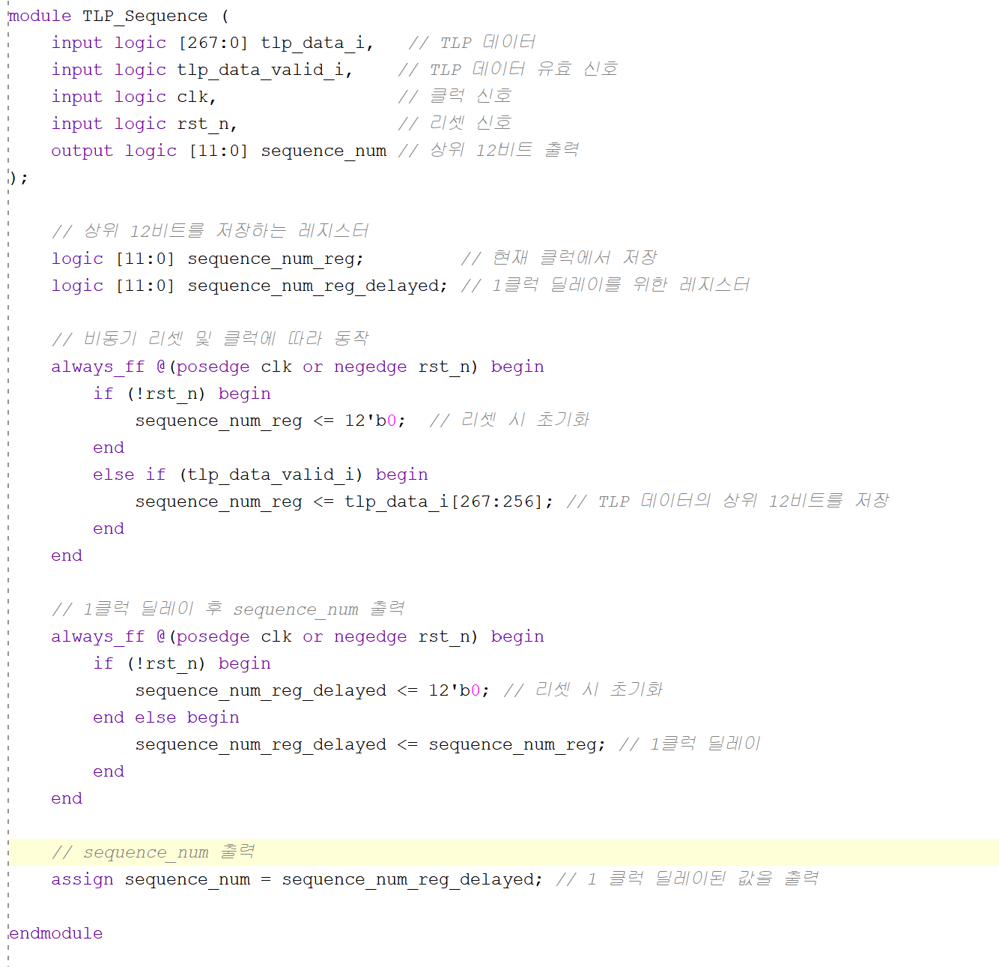 module TLP_Sequence (
    input logic [267:0] tlp_data_i,   // TLP 데이터
    input logic tlp_data_valid_i,    // TLP 데이터 유효 신호
    input logic clk,                 // 클럭 신호
    input logic rst_n,               // 리셋 신호
    output logic [11:0] sequence_num // 상위 12비트 출력
);
    // 상위 12비트를 저장하는 레지스터
    logic [11:0] sequence_num_reg;         // 현재 클럭에서 저장
    logic [11:0] sequence_num_reg_delayed; // 1클럭 딜레이를 위한 레지스터
    // 비동기 리셋 및 클럭에 따라 동작
    always_ff @(posedge clk or negedge rst_n) begin
        if (!rst_n) begin
            sequence_num_reg <= 12'b0;  // 리셋 시 초기화
        end
        else if (tlp_data_valid_i) begin
            sequence_num_reg <= tlp_data_i[267:256]; // TLP 데이터의 상위 12비트를 저장
        end
    end
    // 1클럭 딜레이 후 sequence_num 출력
    always_ff @(posedge clk or negedge rst_n) begin
        if (!rst_n) begin
            sequence_num_reg_delayed <= 12'b0; // 리셋 시 초기화
        end else begin
            sequence_num_reg_delayed <= sequence_num_reg; // 1클럭 딜레이
        end
    end
    // sequence_num 출력
    assign sequence_num = sequence_num_reg_delayed; // 1 클럭 딜레이된 값을 출력
endmodule